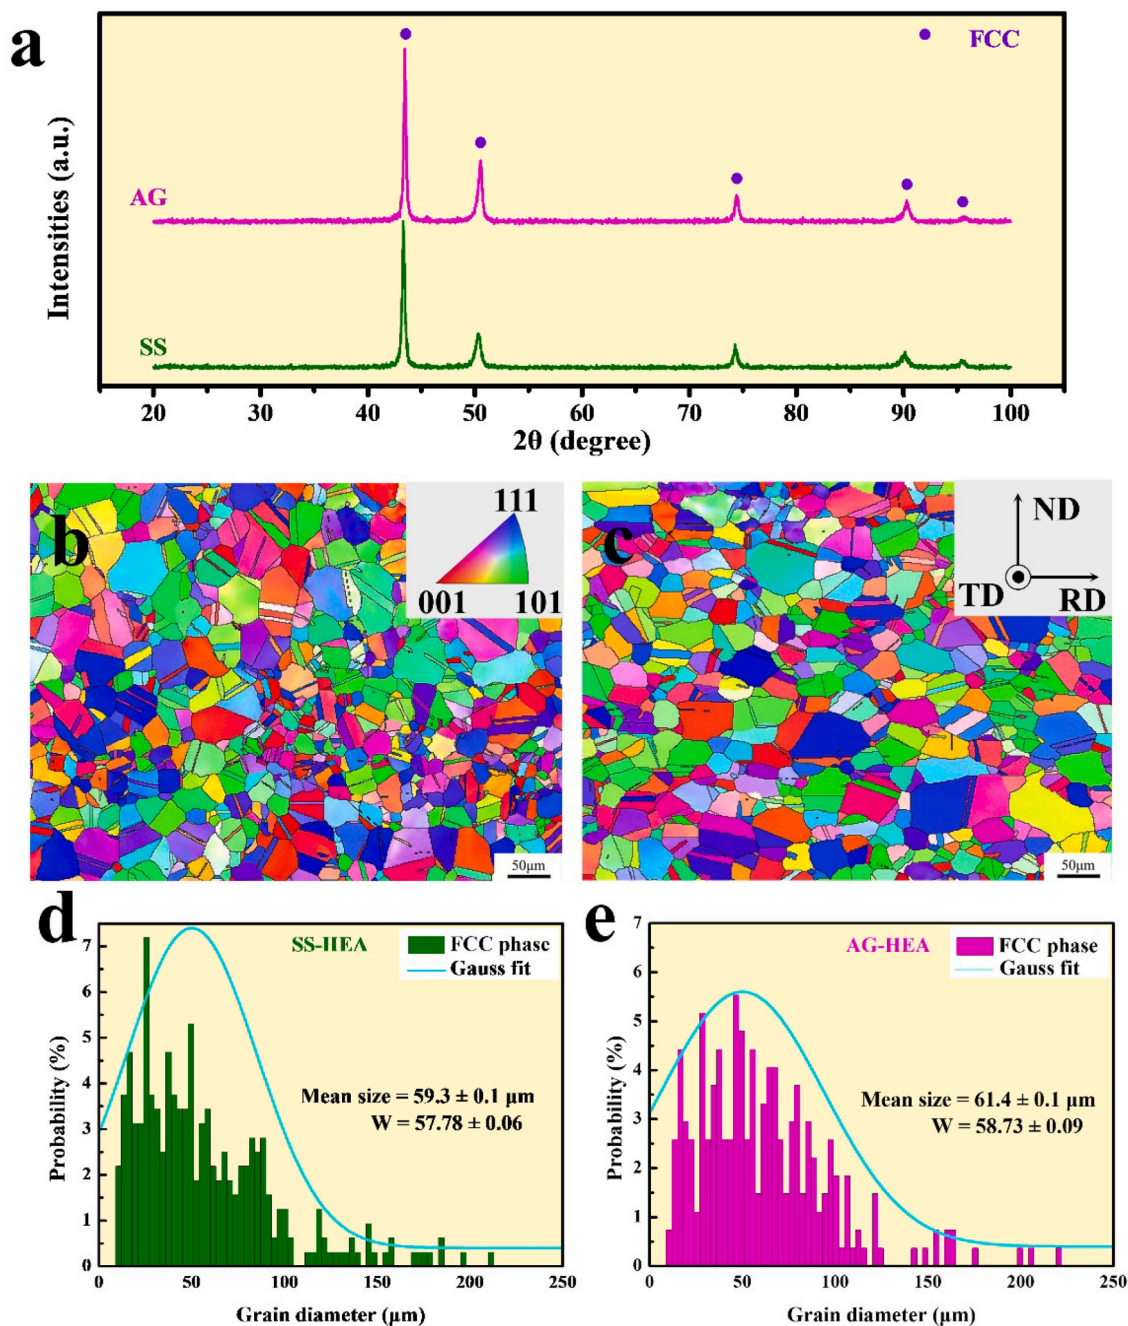 a
FCC
AG
SS
Intensities (a.u.)
20 30 40 50 60 70 80 90 100
2θ (degree)
b
111
001 101
50μm
c
ND
TD RD
50μm
d
SS-HEA
FCC phase
Gauss fit
Mean size = 59.3 ± 0.1 μm
W = 57.78 ± 0.06
Probability (%)
7
6
5
4
3
2
1
0
0 50 100 150 200 250
Grain diameter (μm)
e
AG-HEA
FCC phase
Gauss fit
Mean size = 61.4 ± 0.1 μm
W = 58.73 ± 0.09
Probability (%)
7
6
5
4
3
2
1
0
0 50 100 150 200 250
Grain diameter (μm)